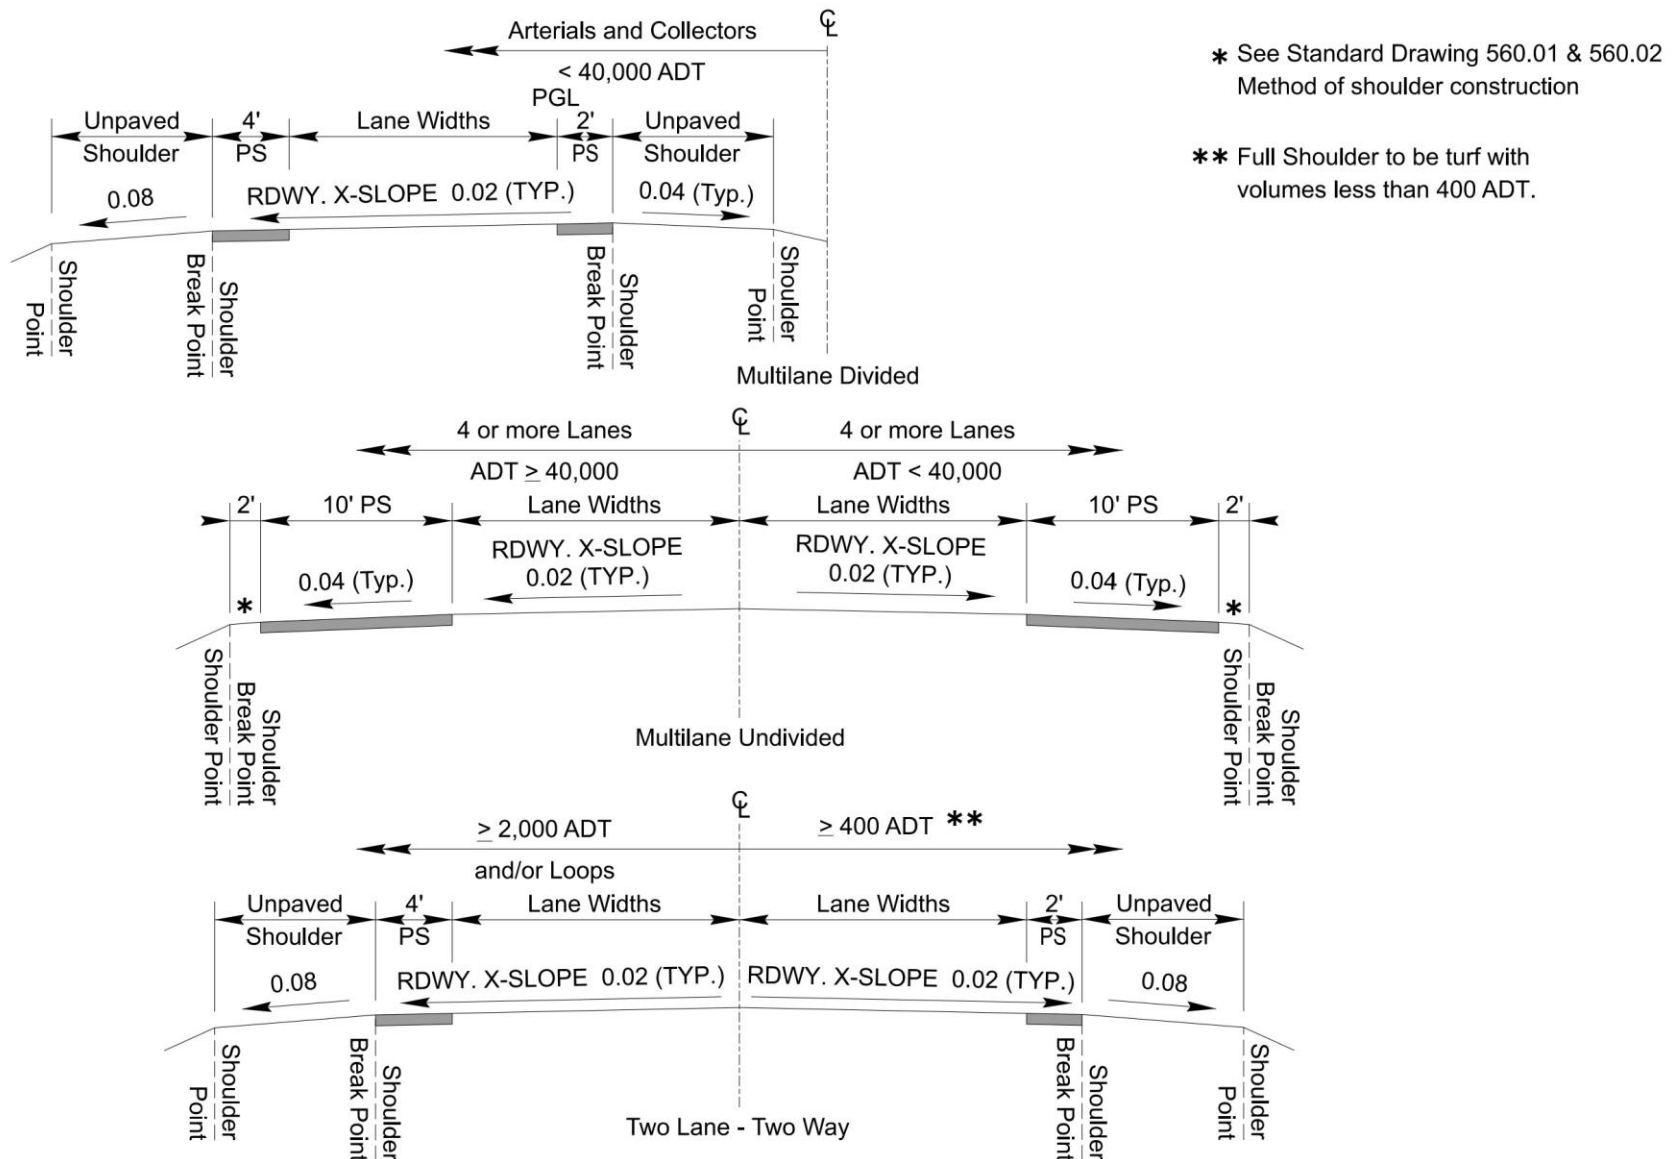 ℄
Arterials and Collectors
< 40,000 ADT
PGL
Unpaved
Shoulder
4'
PS
Lane Widths
2'
PS
Unpaved
Shoulder
0.08
RDWY. X-SLOPE 0.02 (TYP.)
0.04 (Typ.)
Shoulder
Point
Shoulder
Break Point
Shoulder
Break Point
Shoulder
Point
Multilane Divided
* See Standard Drawing 560.01 & 560.02
Method of shoulder construction
** Full Shoulder to be turf with
volumes less than 400 ADT.
℄
4 or more Lanes
ADT ≥ 40,000
4 or more Lanes
ADT < 40,000
2'
10' PS
Lane Widths
Lane Widths
10' PS
2'
RDWY. X-SLOPE
0.02 (TYP.)
RDWY. X-SLOPE
0.02 (TYP.)
0.04 (Typ.)
0.04 (Typ.)
*
*
Shoulder Point
Shoulder
Break Point
Shoulder Point
Shoulder
Break Point
Multilane Undivided
℄
≥ 2,000 ADT
and/or Loops
≥ 400 ADT **
Unpaved
Shoulder
4'
PS
Lane Widths
Lane Widths
2'
PS
Unpaved
Shoulder
0.08
RDWY. X-SLOPE 0.02 (TYP.)
RDWY. X-SLOPE 0.02 (TYP.)
0.08
Shoulder
Point
Shoulder
Break Point
Shoulder
Break Point
Shoulder
Point
Two Lane - Two Way